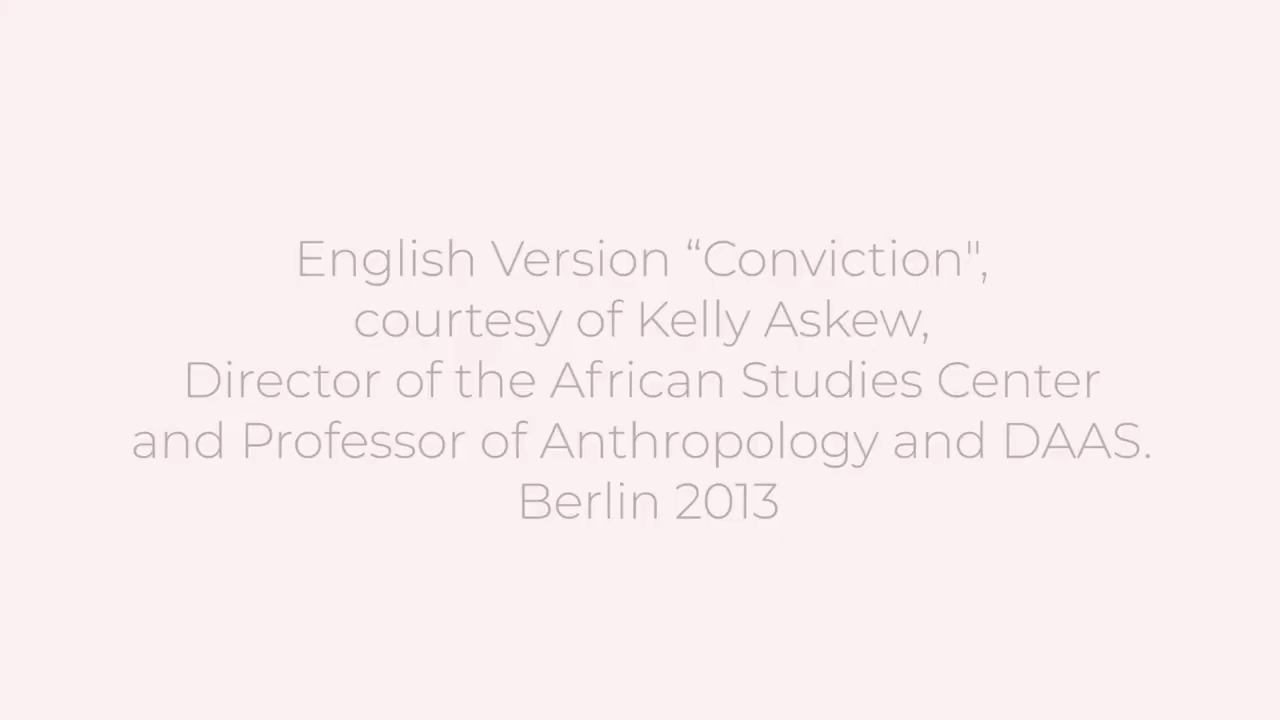 English Version “Conviction",
courtesy of Kelly Askew,
Director of the African Studies Center
and Professor of Anthropology and DAAS.
Berlin 2013